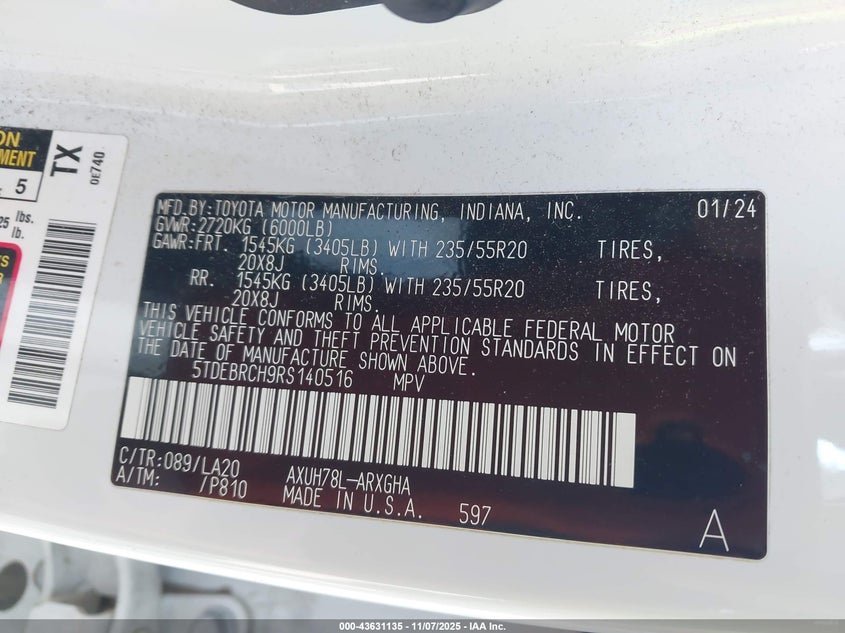 ON
MENT
5
25 lbs.
lb.
TS
R
TX
0E740
MFD.BY:TOYOTA MOTOR MANUFACTURING, INDIANA, INC. 01/24
GVWR:2720KG (6000LB)
GAWR:FRT. 1545KG (3405LB) WITH 235/55R20 TIRES,
20X8J RIMS.
RR. 1545KG (3405LB) WITH 235/55R20 TIRES,
20X8J RIMS.
THIS VEHICLE CONFORMS TO ALL APPLICABLE FEDERAL MOTOR
VEHICLE SAFETY AND THEFT PREVENTION STANDARDS IN EFFECT ON
THE DATE OF MANUFACTURE SHOWN ABOVE.
5TDEBRCH9RS140516 MPV
C/TR:089/LA20 AXUH78L-ARXGHA
A/TM: /P810 MADE IN U.S.A. 597
A
000-43631135 - 11/07/2025 - IAA Inc.